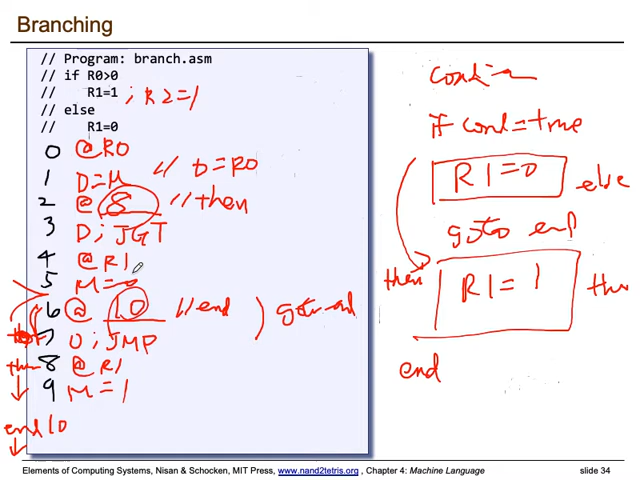 Branching
// Program: branch.asm
// if R0>0
//    R1=1 ; R2=1
// else
//    R1=0
0 @R0
1 D=M // D=R0
2 @ 8 // then
3 D; JGT
4 @R1
5 M=0
6 @ 10 // end ) goto end
7 0; JMP
then 8 @R1
9 M=1
end 10
if cond=true
R1=0 else
goto end
then R1= 1
end
Elements of Computing Systems, Nisan & Schocken, MIT Press, www.nand2tetris.org , Chapter 4: Machine Language slide 34